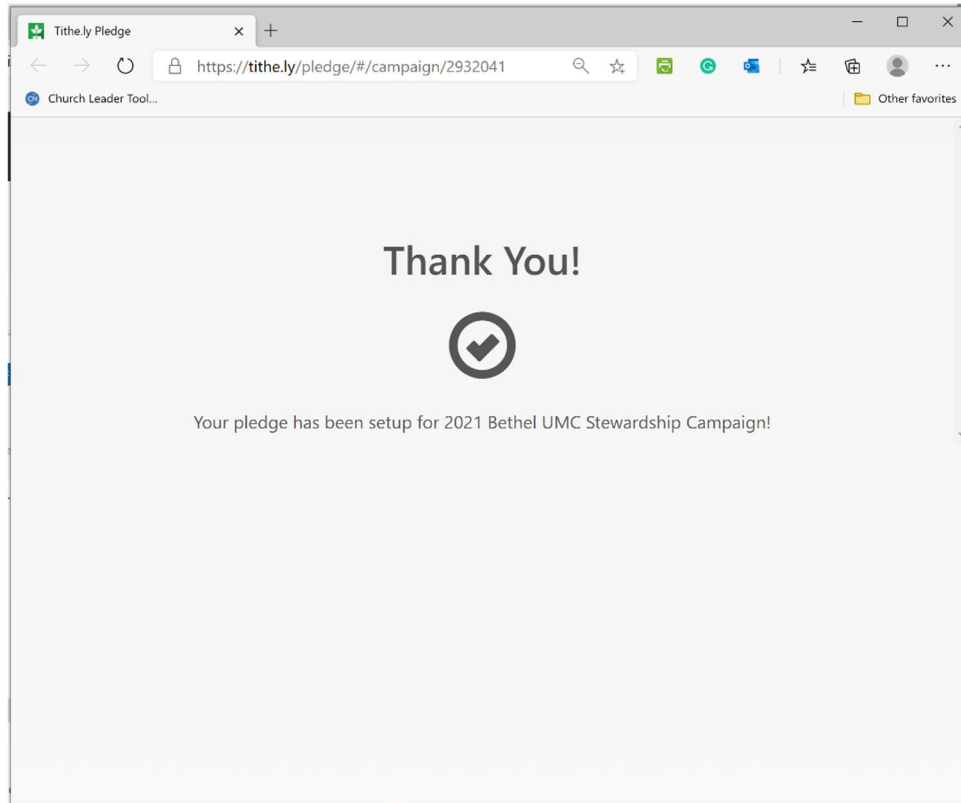 Tithe.ly Pledge
https://tithe.ly/pledge/#/campaign/2932041
CN Church Leader Tool...
Other favorites
Thank You!
Your pledge has been setup for 2021 Bethel UMC Stewardship Campaign!